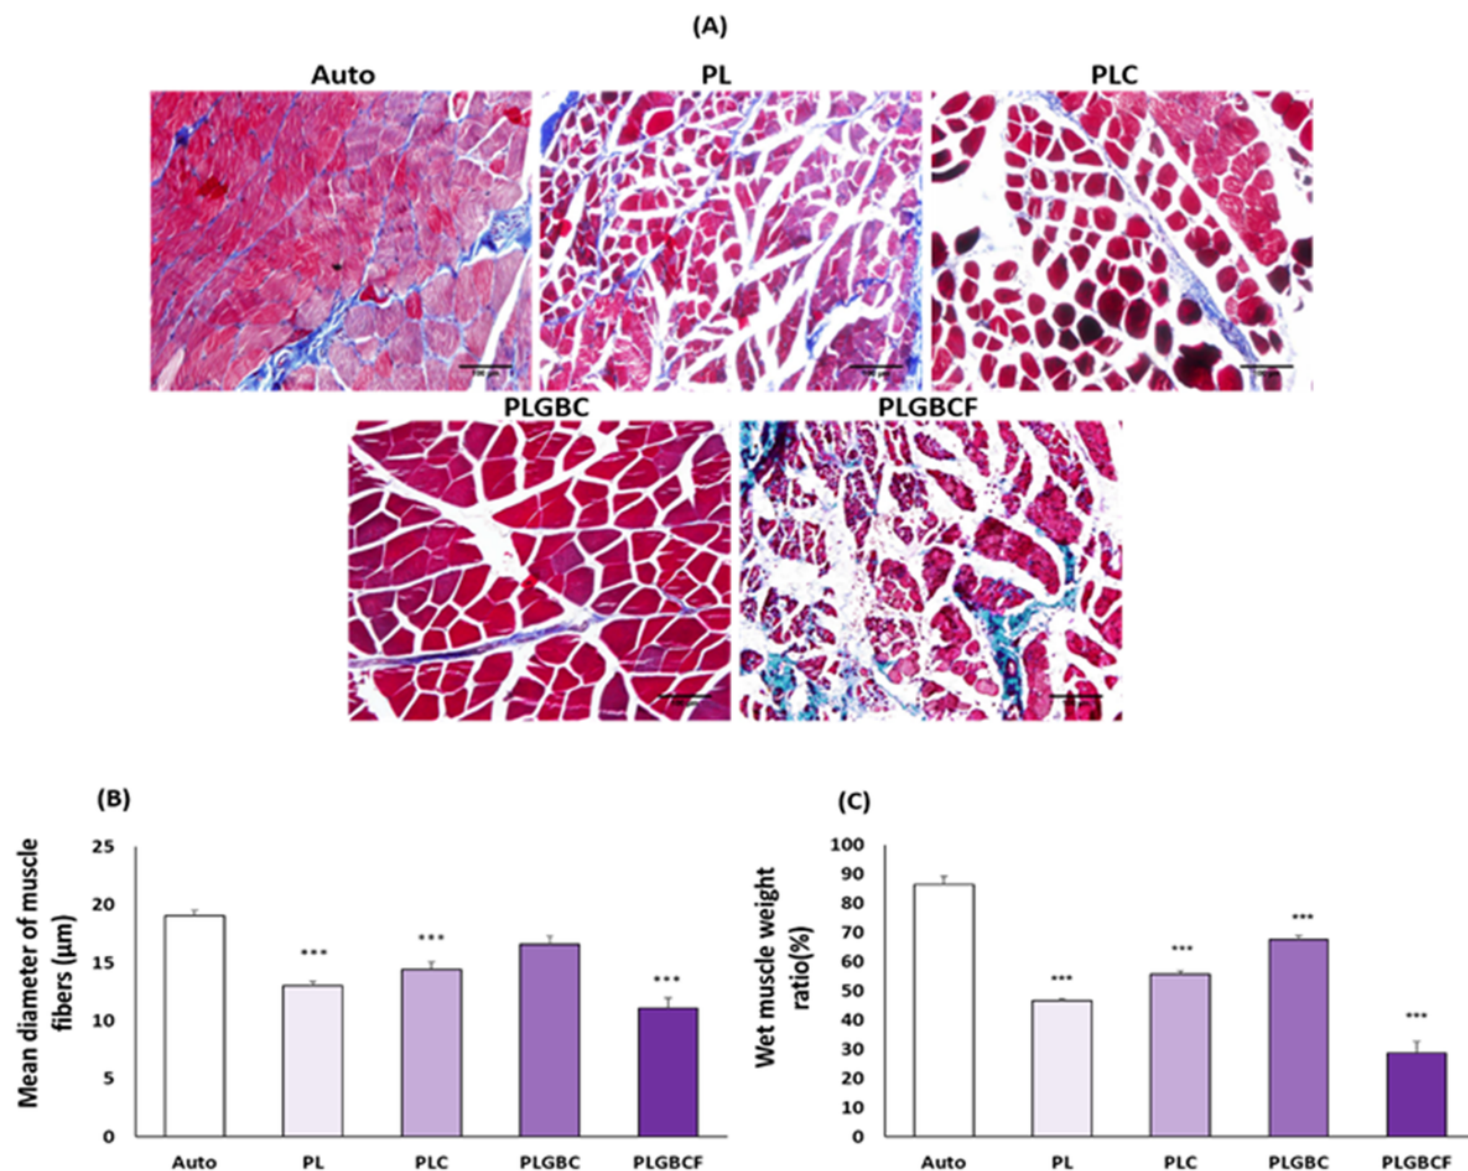 (A)
Auto PL PLC
100 µm
PLGBC PLGBCF
(B) (C)
Mean diameter of muscle
fibers (µm)
25
20
15
10
5
0
***
***
***
Auto PL PLC PLGBC PLGBCF
Wet muscle weight
ratio(%)
100
90
80
70
60
50
40
30
20
10
0
***
***
***
***
Auto PL PLC PLGBC PLGBCF